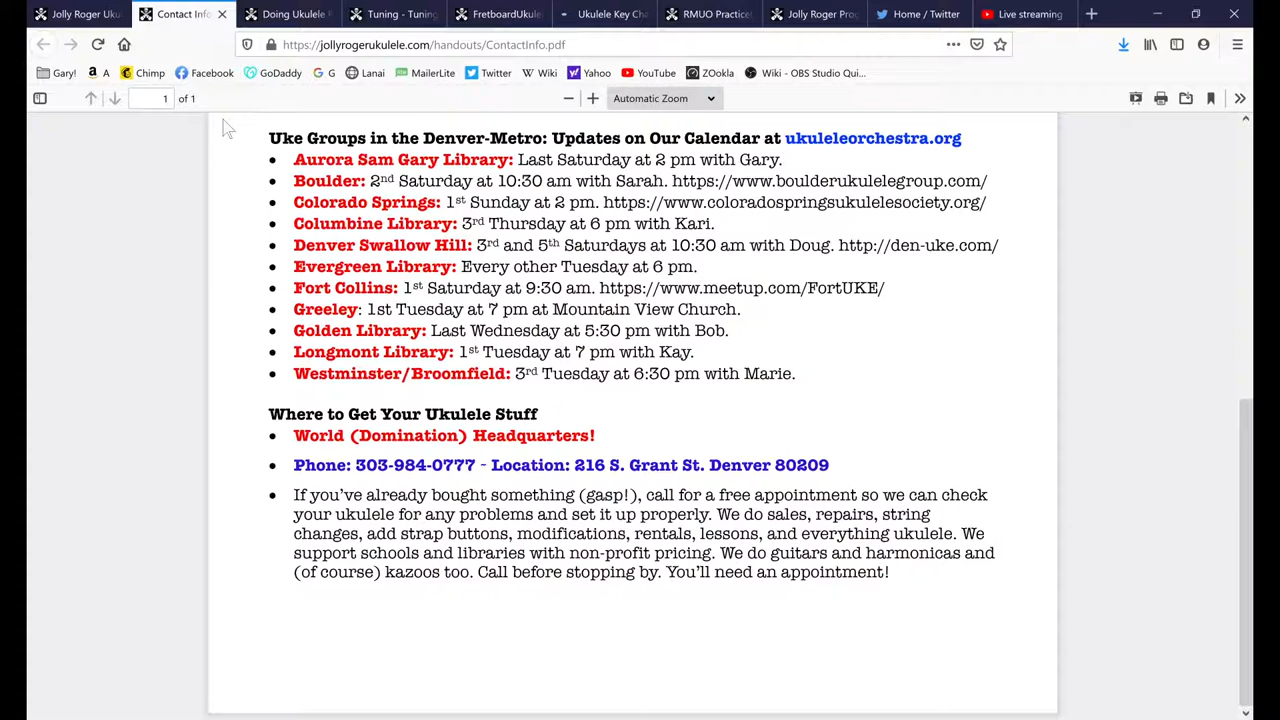 Jolly Roger Uku
Contact Info
Doing Ukulele
Tuning - Tuning
FretboardUkule
Ukulele Key Cha
RMUO Practice
Jolly Roger Pro
Home / Twitter
Live streaming
https://jollyrogerukulele.com/handouts/ContactInfo.pdf
Gary!
A
Chimp
Facebook
GoDaddy
G
Lanai
MailerLite
Twitter
Wiki
Yahoo
YouTube
ZOokla
Wiki - OBS Studio Qui...
1 of 1
Automatic Zoom
Uke Groups in the Denver-Metro: Updates on Our Calendar at ukuleleorchestra.org
• Aurora Sam Gary Library: Last Saturday at 2 pm with Gary.
• Boulder: 2nd Saturday at 10:30 am with Sarah. https://www.boulderukulelegroup.com/
• Colorado Springs: 1st Sunday at 2 pm. https://www.coloradospringsukulelesociety.org/
• Columbine Library: 3rd Thursday at 6 pm with Kari.
• Denver Swallow Hill: 3rd and 5th Saturdays at 10:30 am with Doug. http://den-uke.com/
• Evergreen Library: Every other Tuesday at 6 pm.
• Fort Collins: 1st Saturday at 9:30 am. https://www.meetup.com/FortUKE/
• Greeley: 1st Tuesday at 7 pm at Mountain View Church.
• Golden Library: Last Wednesday at 5:30 pm with Bob.
• Longmont Library: 1st Tuesday at 7 pm with Kay.
• Westminster/Broomfield: 3rd Tuesday at 6:30 pm with Marie.
Where to Get Your Ukulele Stuff
• World (Domination) Headquarters!
• Phone: 303-984-0777 - Location: 216 S. Grant St. Denver 80209
• If you've already bought something (gasp!), call for a free appointment so we can check
your ukulele for any problems and set it up properly. We do sales, repairs, string
changes, add strap buttons, modifications, rentals, lessons, and everything ukulele. We
support schools and libraries with non-profit pricing. We do guitars and harmonicas and
(of course) kazoos too. Call before stopping by. You'll need an appointment!